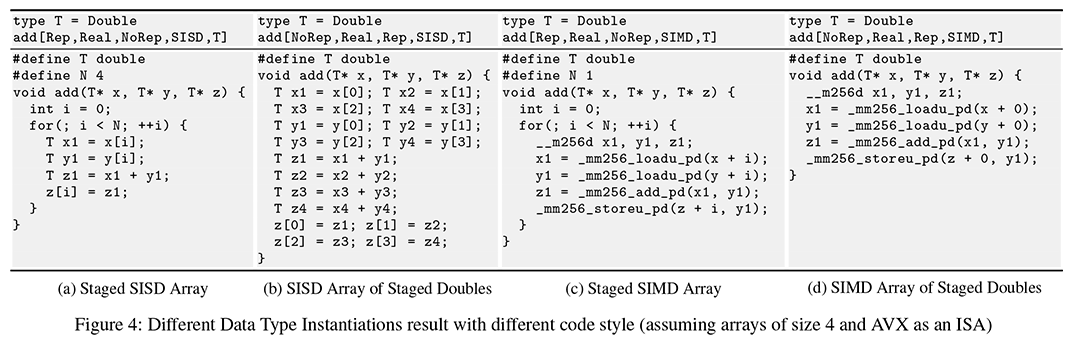 type T = Double
add[Rep,Real,NoRep,SISD,T]
#define T double
#define N 4
void add(T* x, T* y, T* z) {
  int i = 0;
  for(; i < N; ++i) {
    T x1 = x[i];
    T y1 = y[i];
    T z1 = x1 + y1;
    z[i] = z1;
  }
}
(a) Staged SISD Array
type T = Double
add[NoRep,Real,Rep,SISD,T]
#define T double
void add(T* x, T* y, T* z) {
  T x1 = x[0]; T x2 = x[1];
  T x3 = x[2]; T x4 = x[3];
  T y1 = y[0]; T y2 = y[1];
  T y3 = y[2]; T y4 = y[3];
  T z1 = x1 + y1;
  T z2 = x2 + y2;
  T z3 = x3 + y3;
  T z4 = x4 + y4;
  z[0] = z1; z[1] = z2;
  z[2] = z3; z[3] = z4;
}
(b) SISD Array of Staged Doubles
type T = Double
add[Rep,Real,NoRep,SIMD,T]
#define T double
#define N 1
void add(T* x, T* y, T* z) {
  int i = 0;
  for(; i < N; ++i) {
    __m256d x1, y1, z1;
    x1 = _mm256_loadu_pd(x + i);
    y1 = _mm256_loadu_pd(y + i);
    z1 = _mm256_add_pd(x1, y1);
    _mm256_storeu_pd(z + i, y1);
  }
}
(c) Staged SIMD Array
type T = Double
add[NoRep,Real,Rep,SIMD,T]
#define T double
void add(T* x, T* y, T* z) {
  __m256d x1, y1, z1;
  x1 = _mm256_loadu_pd(x + 0);
  y1 = _mm256_loadu_pd(y + 0);
  z1 = _mm256_add_pd(x1, y1);
  _mm256_storeu_pd(z + 0, y1);
}
(d) SIMD Array of Staged Doubles
Figure 4: Different Data Type Instantiations result with different code style (assuming arrays of size 4 and AVX as an ISA)